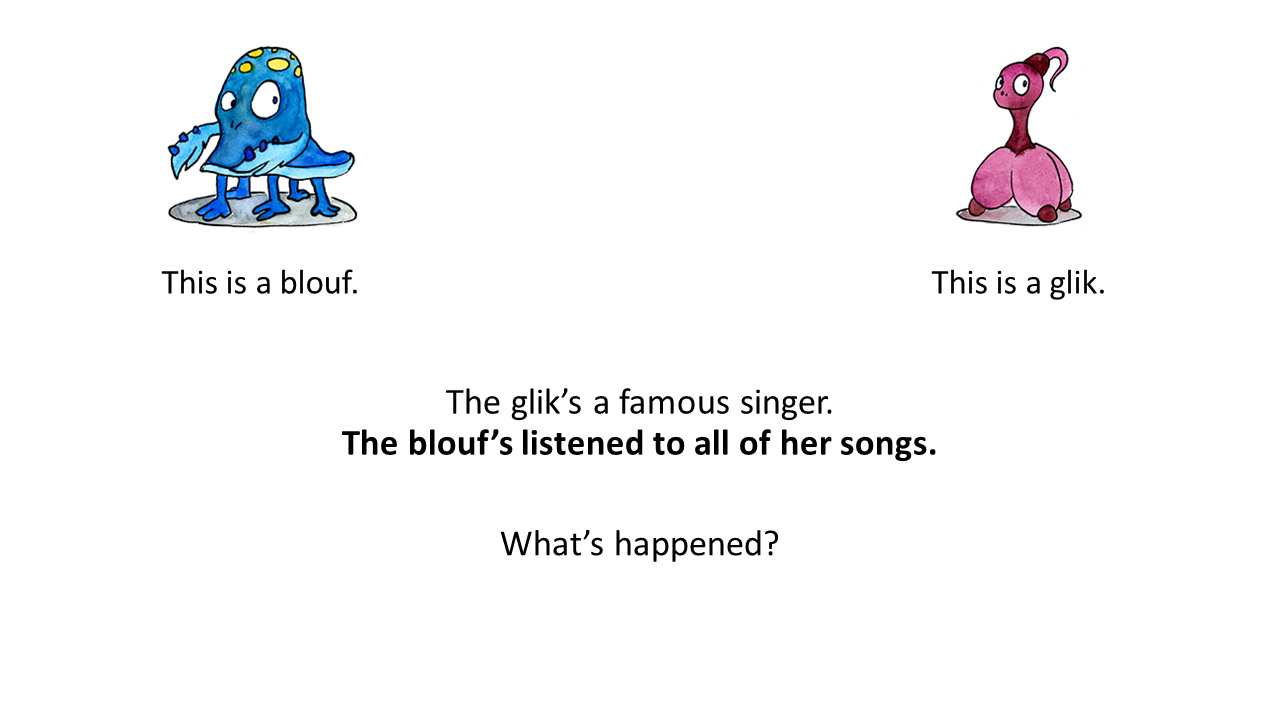 This is a blouf.
This is a glik.
The glik’s a famous singer.
The blouf’s listened to all of her songs.
What’s happened?